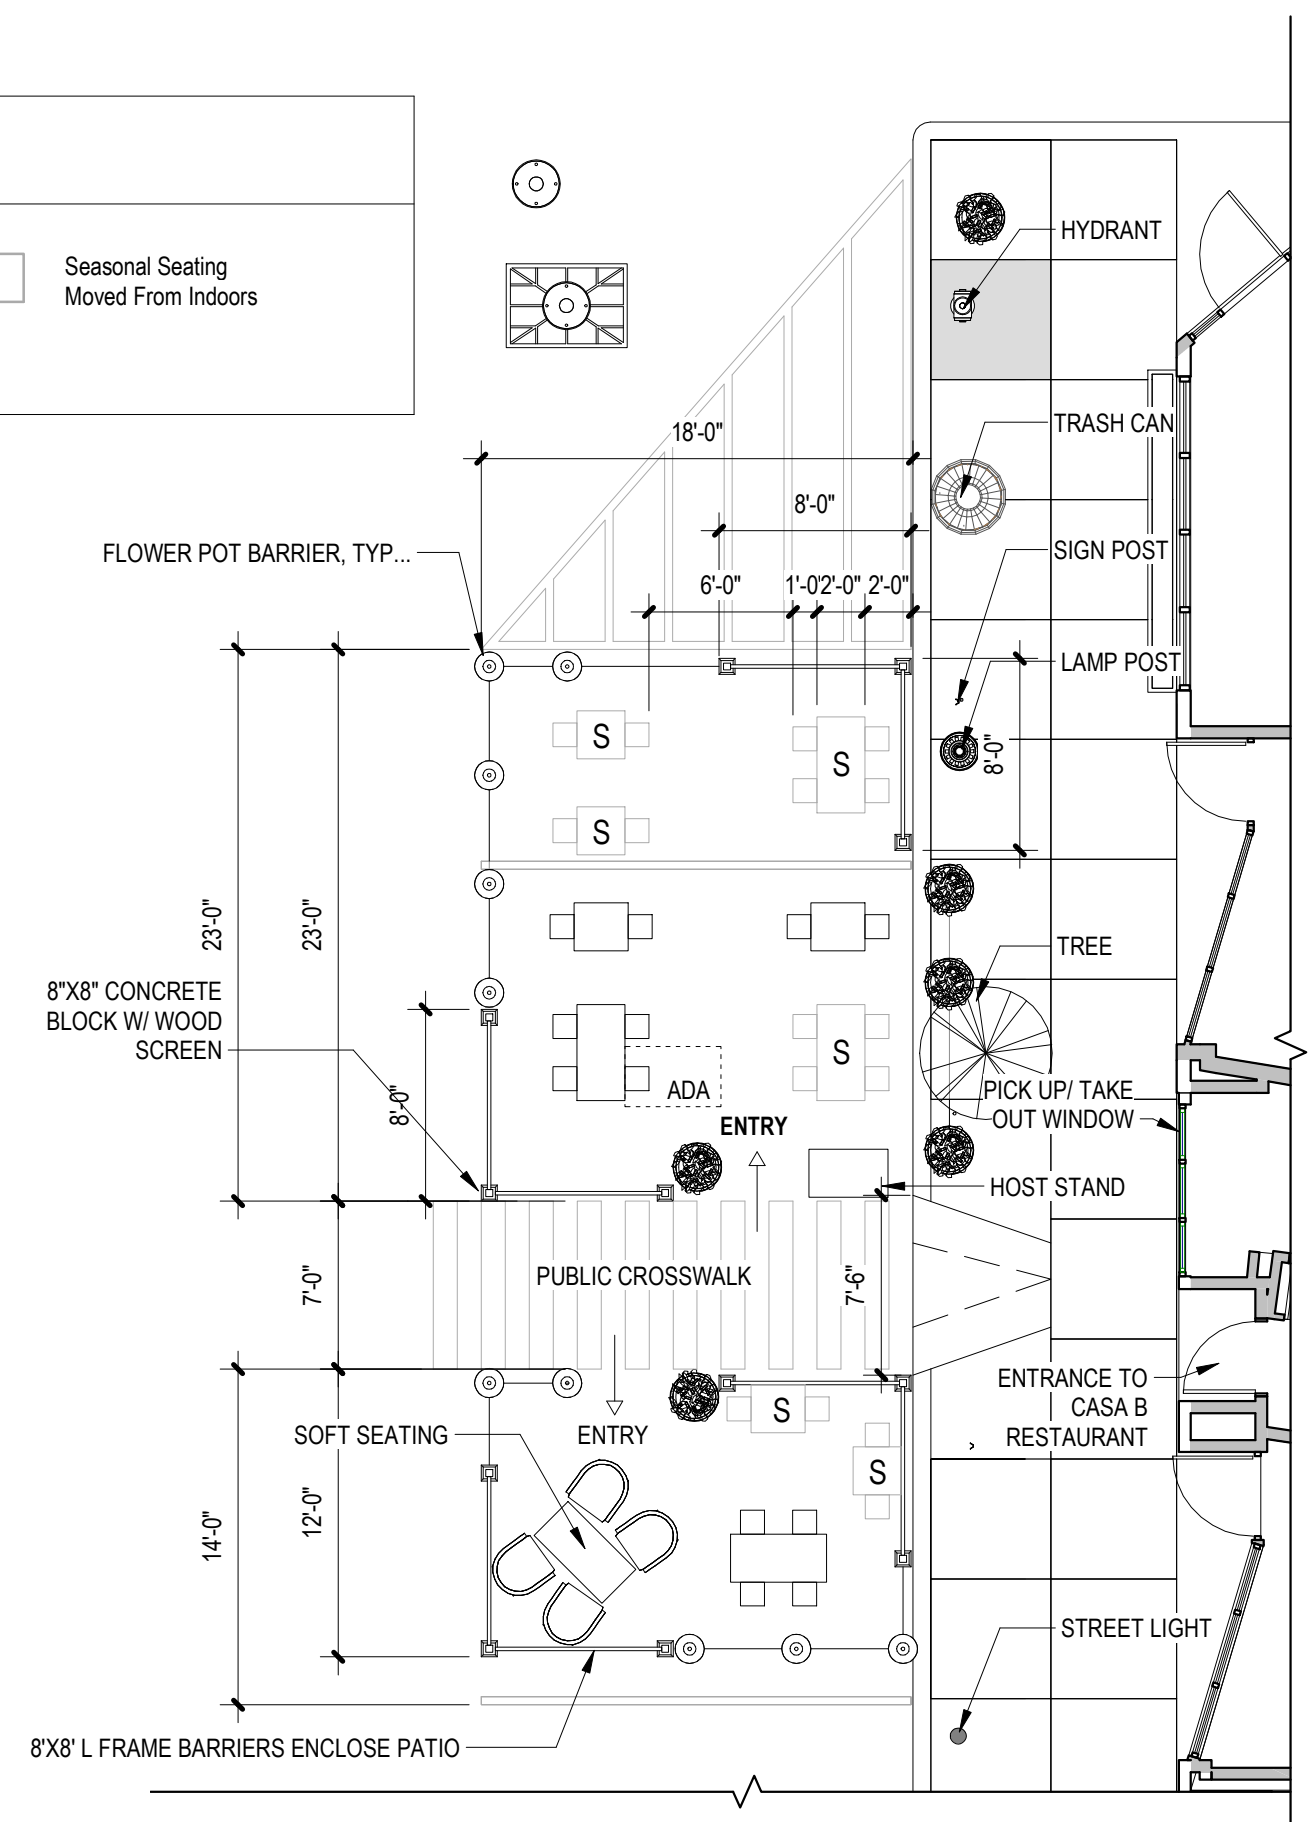 Seasonal Seating
Moved From Indoors
HYDRANT
TRASH CAN
18'-0"
8'-0"
FLOWER POT BARRIER, TYP...
SIGN POST
6'-0"
1'-0"
2'-0"
2'-0"
LAMP POST
S
S
8'-0"
S
23'-0"
23'-0"
TREE
8"X8" CONCRETE
BLOCK W/ WOOD
SCREEN
S
8'-0"
ADA
PICK UP/ TAKE
OUT WINDOW
ENTRY
HOST STAND
PUBLIC CROSSWALK
7'-0"
7'-6"
ENTRANCE TO
CASA B
RESTAURANT
S
SOFT SEATING
ENTRY
S
14'-0"
12'-0"
STREET LIGHT
8'X8' L FRAME BARRIERS ENCLOSE PATIO